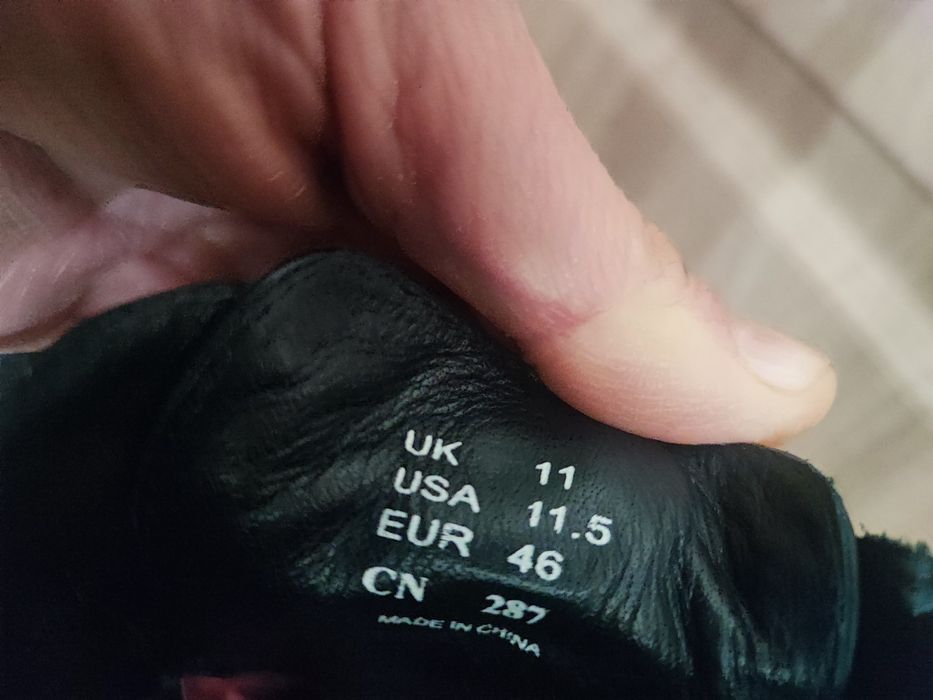 UK 11
USA 11.5
EUR 46
CN 287
MADE IN CHINA